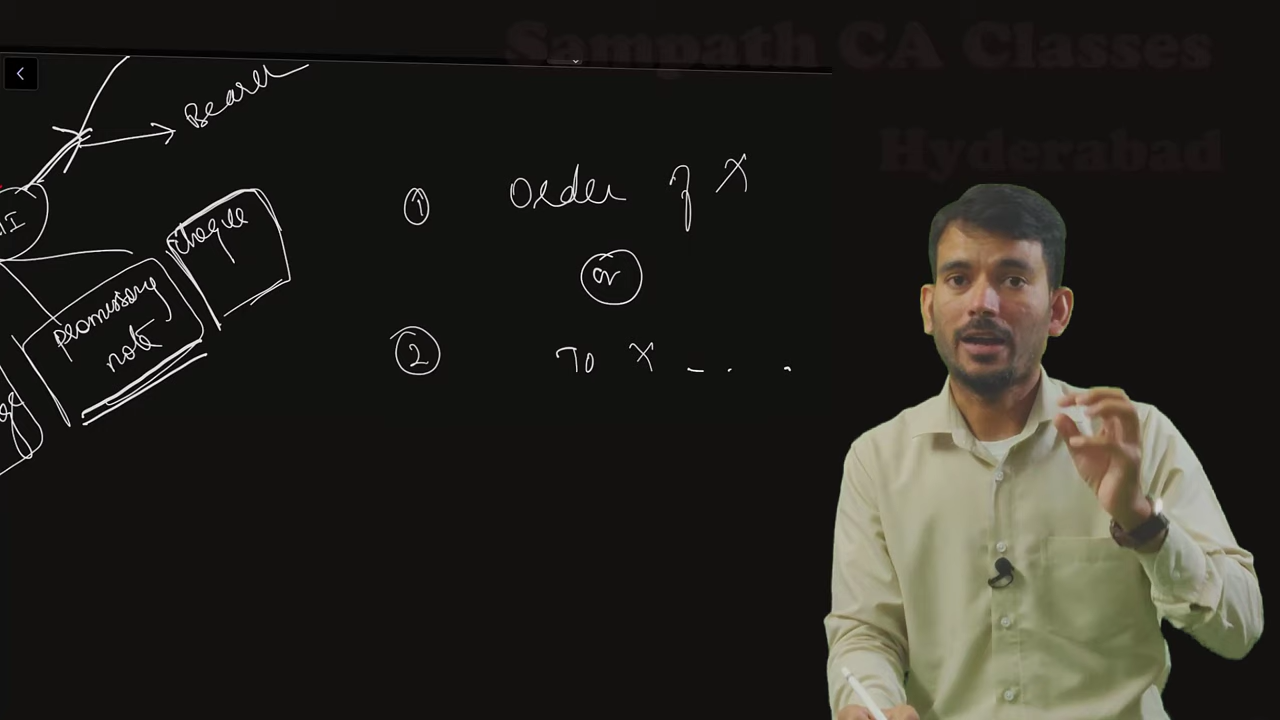 Sampath CA Classes
Hyderabad
Bearer
Order of X
①
or
② To X - . .
cheque
promissory
note